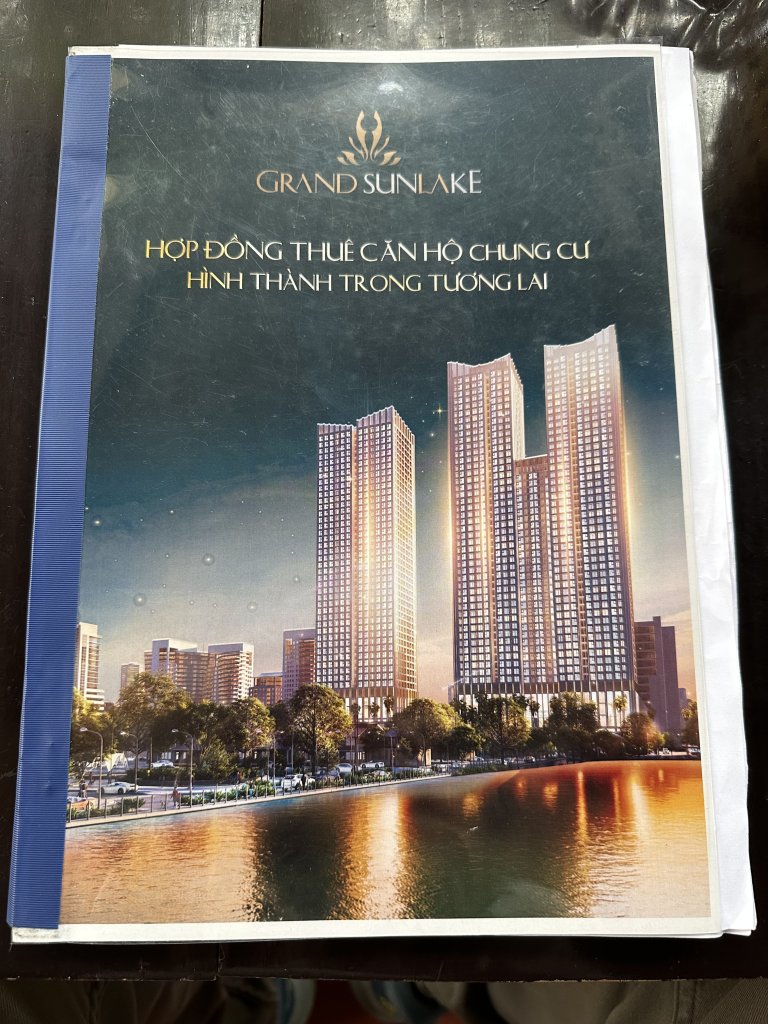 GRAND SUNLAKE
HỢP ĐỒNG THUÊ CĂN HỘ CHUNG CƯ
HÌNH THÀNH TRONG TƯƠNG LAI